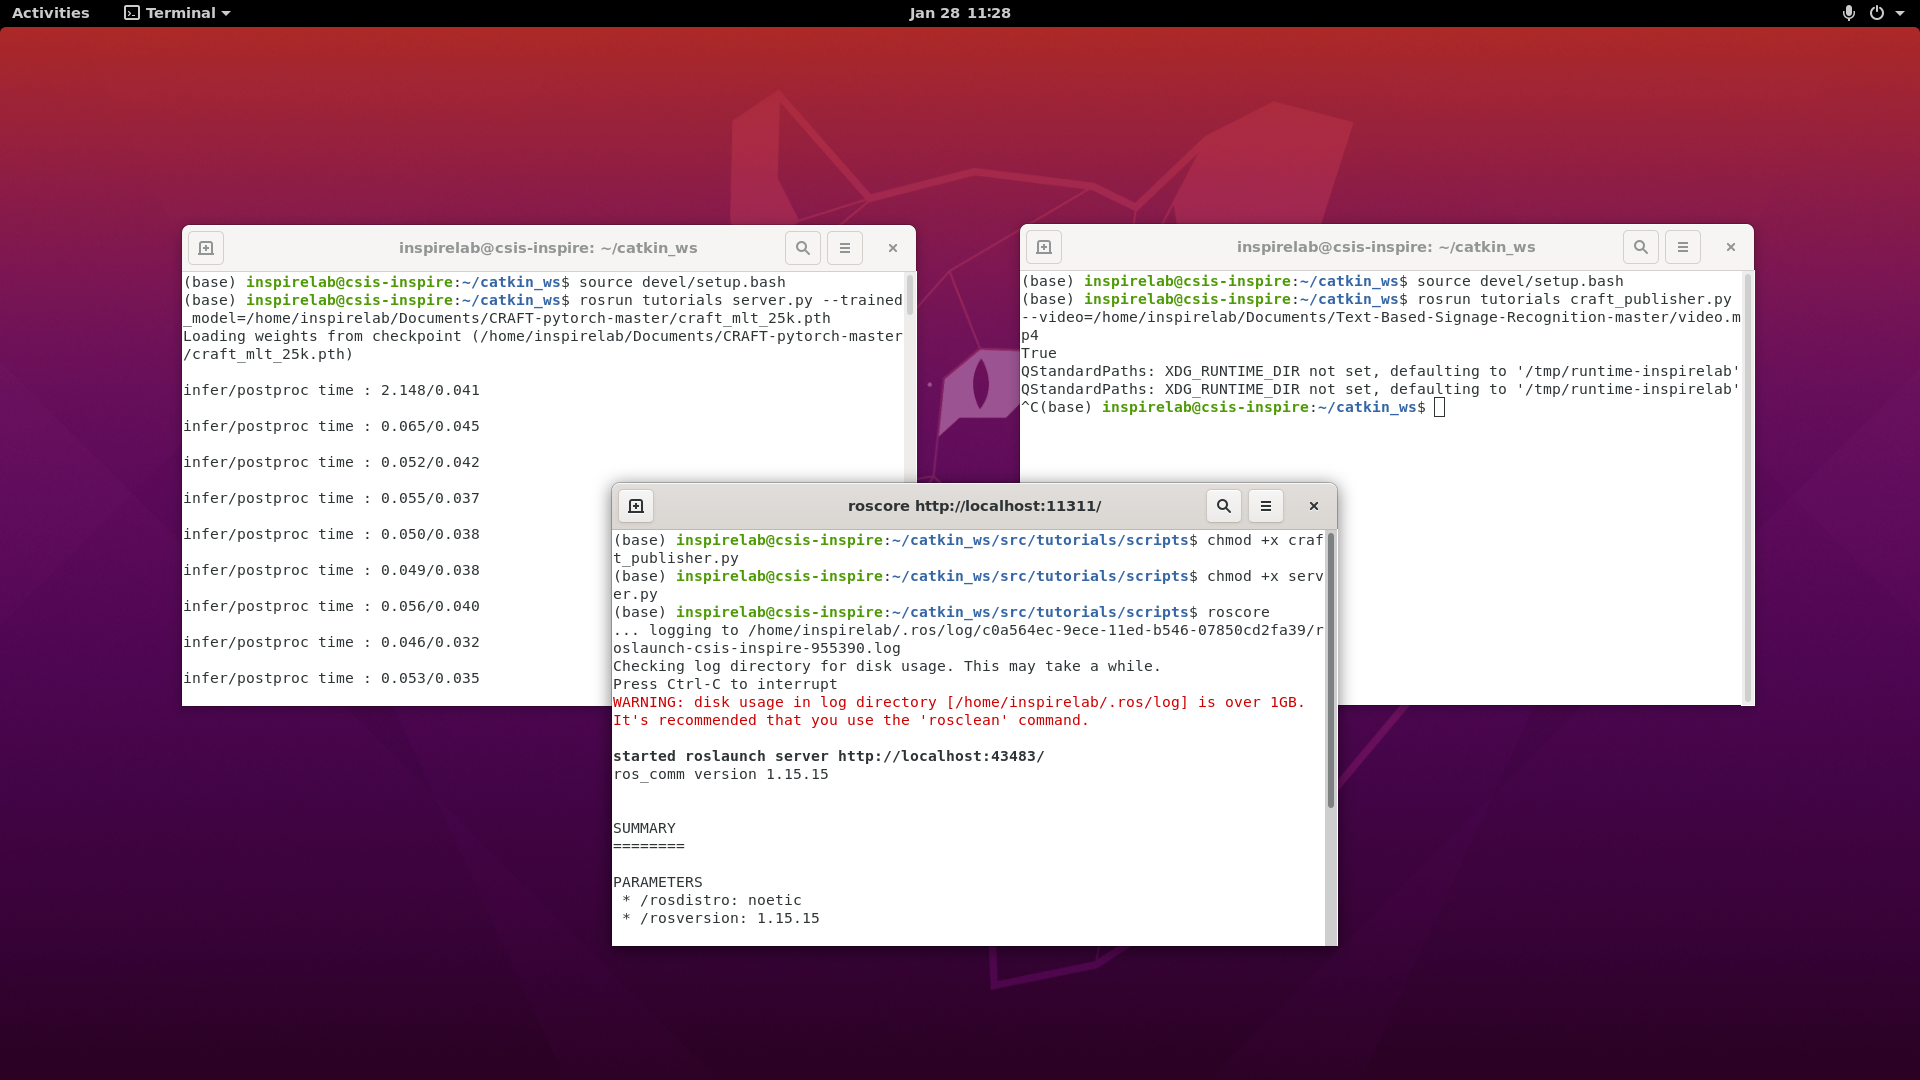 Activities
Terminal
Jan 28 11:28
inspirelab@csis-inspire: ~/catkin_ws
(base) inspirelab@csis-inspire:~/catkin_ws$ source devel/setup.bash
(base) inspirelab@csis-inspire:~/catkin_ws$ rosrun tutorials server.py --trained
_model=/home/inspirelab/Documents/CRAFT-pytorch-master/craft_mlt_25k.pth
Loading weights from checkpoint (/home/inspirelab/Documents/CRAFT-pytorch-master
/craft_mlt_25k.pth)
infer/postproc time : 2.148/0.041
infer/postproc time : 0.065/0.045
infer/postproc time : 0.052/0.042
infer/postproc time : 0.055/0.037
infer/postproc time : 0.050/0.038
infer/postproc time : 0.049/0.038
infer/postproc time : 0.056/0.040
infer/postproc time : 0.046/0.032
infer/postproc time : 0.053/0.035
inspirelab@csis-inspire: ~/catkin_ws
(base) inspirelab@csis-inspire:~/catkin_ws$ source devel/setup.bash
(base) inspirelab@csis-inspire:~/catkin_ws$ rosrun tutorials craft_publisher.py
--video=/home/inspirelab/Documents/Text-Based-Signage-Recognition-master/video.m
p4
True
QStandardPaths: XDG_RUNTIME_DIR not set, defaulting to '/tmp/runtime-inspirelab'
QStandardPaths: XDG_RUNTIME_DIR not set, defaulting to '/tmp/runtime-inspirelab'
^C(base) inspirelab@csis-inspire:~/catkin_ws$
roscore http://localhost:11311/
(base) inspirelab@csis-inspire:~/catkin_ws/src/tutorials/scripts$ chmod +x craf
t_publisher.py
(base) inspirelab@csis-inspire:~/catkin_ws/src/tutorials/scripts$ chmod +x serv
er.py
(base) inspirelab@csis-inspire:~/catkin_ws/src/tutorials/scripts$ roscore
... logging to /home/inspirelab/.ros/log/c0a564ec-9ece-11ed-b546-07850cd2fa39/r
oslaunch-csis-inspire-955390.log
Checking log directory for disk usage. This may take a while.
Press Ctrl-C to interrupt
WARNING: disk usage in log directory [/home/inspirelab/.ros/log] is over 1GB.
It's recommended that you use the 'rosclean' command.
started roslaunch server http://localhost:43483/
ros_comm version 1.15.15
SUMMARY
========
PARAMETERS
 * /rosdistro: noetic
 * /rosversion: 1.15.15